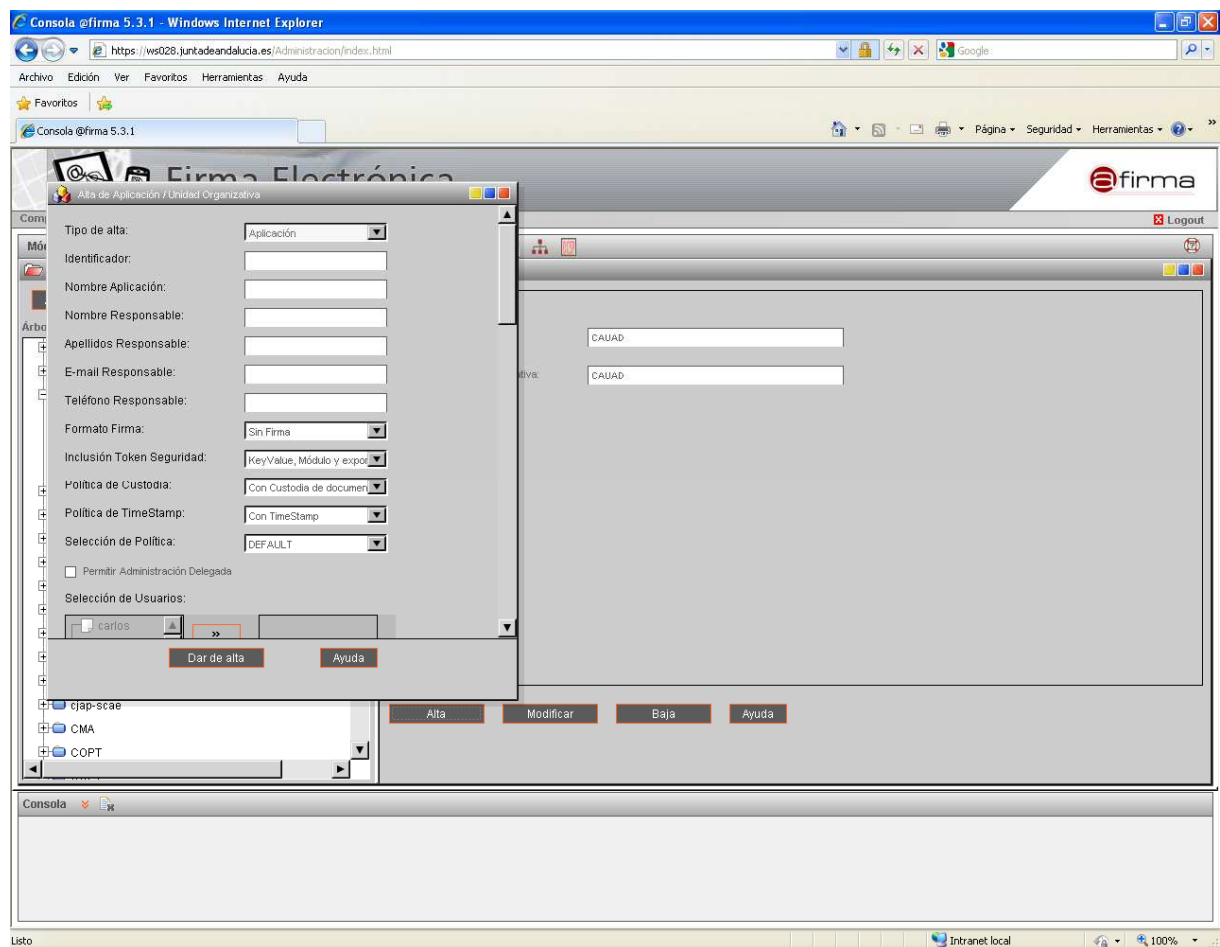 Consola @firma 5.3.1 - Windows Internet Explorer
https://ws028.juntadeandalucia.es/Administracion/index.html
Google
Archivo Edición Ver Favoritos Herramientas Ayuda
Favoritos
Consola @firma 5.3.1
Página Seguridad Herramientas
Firma Electrónica
@firma
Logout
Alta de Aplicación / Unidad Organizativa
Tipo de alta: Aplicación
Identificador:
Nombre Aplicación:
Nombre Responsable:
Apellidos Responsable:
E-mail Responsable:
Teléfono Responsable:
Formato Firma: Sin Firma
Inclusión Token Seguridad: KeyValue, Módulo y expor
Política de Custodia: Con Custodia de documen
Política de TimeStamp: Con TimeStamp
Selección de Política: DEFAULT
Permitir Administración Delegada
Selección de Usuarios:
carlos »
Dar de alta Ayuda
CAUAD
ativa: CAUAD
cjap-scae
CMA
COPT
Alta Modificar Baja Ayuda
Consola
Listo
Intranet local 100%